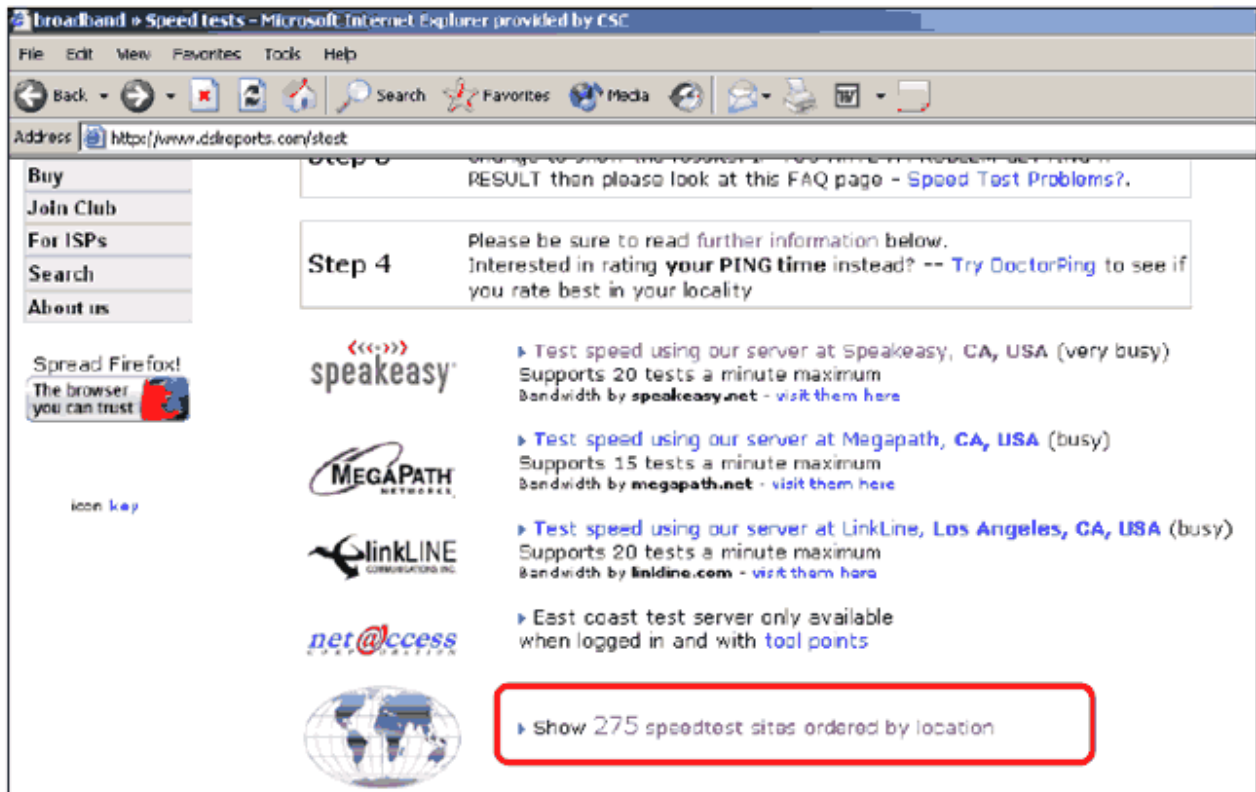 broadband » Speed tests - Microsoft Internet Explorer provided by CSC
File Edit View Favorites Tools Help
Back Search Favorites Media
Address http://www.dslreports.com/stest
Buy
Join Club
For ISPs
Search
About us
Spread Firefox!
The browser
you can trust
icon key
RESULT then please look at this FAQ page - Speed Test Problems?.
Step 4
Please be sure to read further information below.
Interested in rating your PING time instead? -- Try DoctorPing to see if
you rate best in your locality
speakeasy
Test speed using our server at Speakeasy, CA, USA (very busy)
Supports 20 tests a minute maximum
Bandwidth by speakeasy.net - visit them here
MEGAPATH
NETWORKS
Test speed using our server at Megapath, CA, USA (busy)
Supports 15 tests a minute maximum
Bandwidth by megapath.net - visit them here
linkLINE
COMMUNICATIONS INC.
Test speed using our server at LinkLine, Los Angeles, CA, USA (busy)
Supports 20 tests a minute maximum
Bandwidth by linkline.com - visit them here
net@ccess
CORPORATION
East coast test server only available
when logged in and with tool points
Show 275 speedtest sites ordered by location